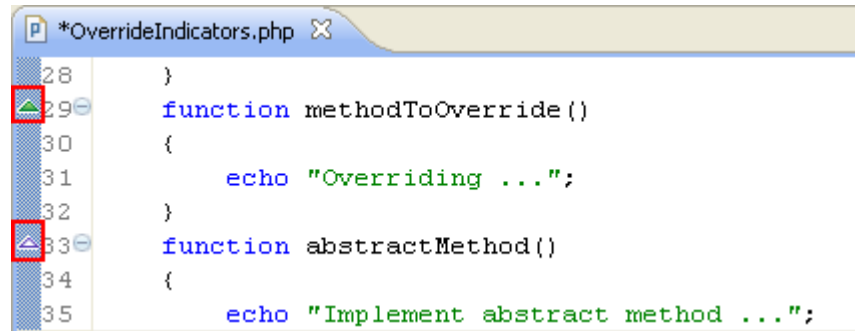 *OverrideIndicators.php
28 }
29 function methodToOverride()
30 {
31 echo "Overriding ...";
32 }
33 function abstractMethod()
34 {
35 echo "Implement abstract method ...";